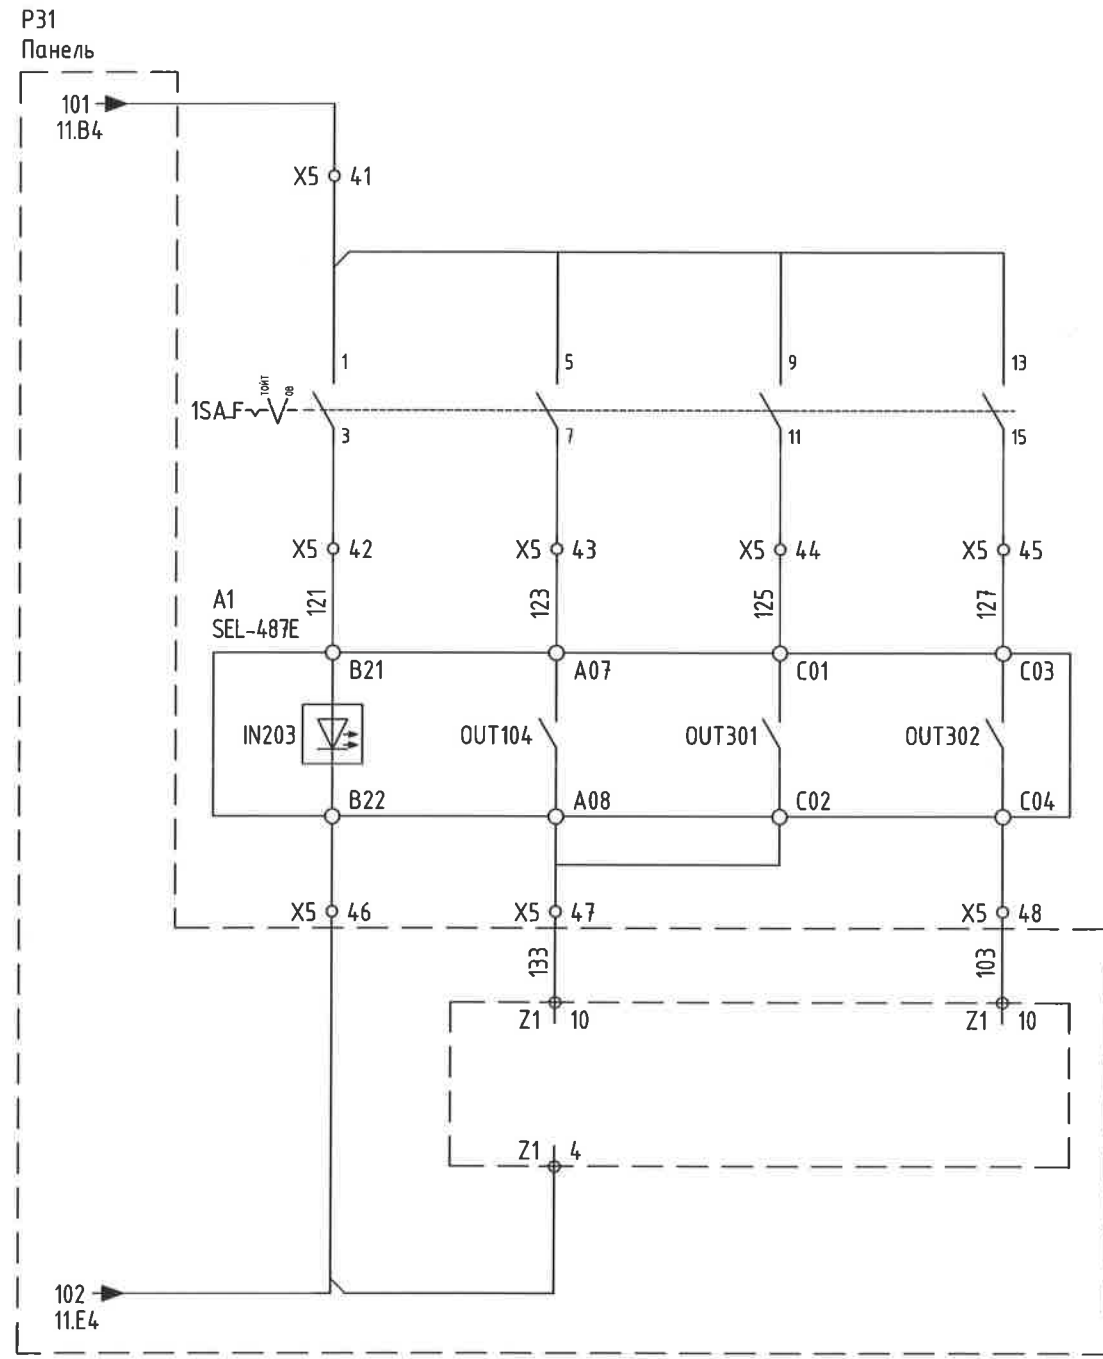 P31
Панель
101
11.B4
X5 41
1 5 9 13
1SA.F
тойт
ов
3 7 11 15
X5 42 X5 43 X5 44 X5 45
121 123 125 127
A1
SEL-487E
B21 A07 C01 C03
IN203 OUT104 OUT301 OUT302
B22 A08 C02 C04
X5 46 X5 47 X5 48
133 103
Z1 10 Z1 10
Z1 4
102
11.E4